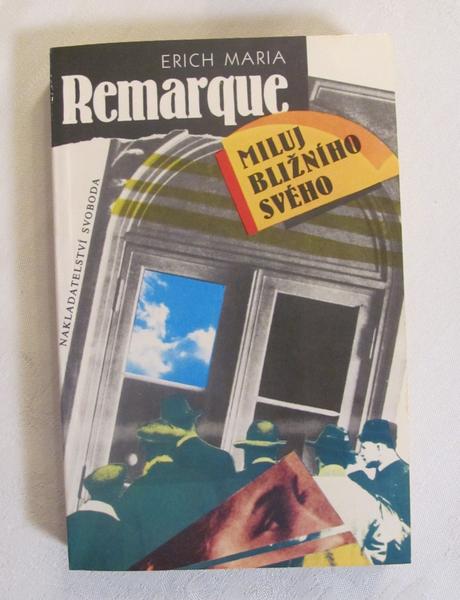 ERICH MARIA
Remarque
MILUJ
BLIŽNÍHO
SVÉHO
NAKLADATELSTVÍ SVOBODA